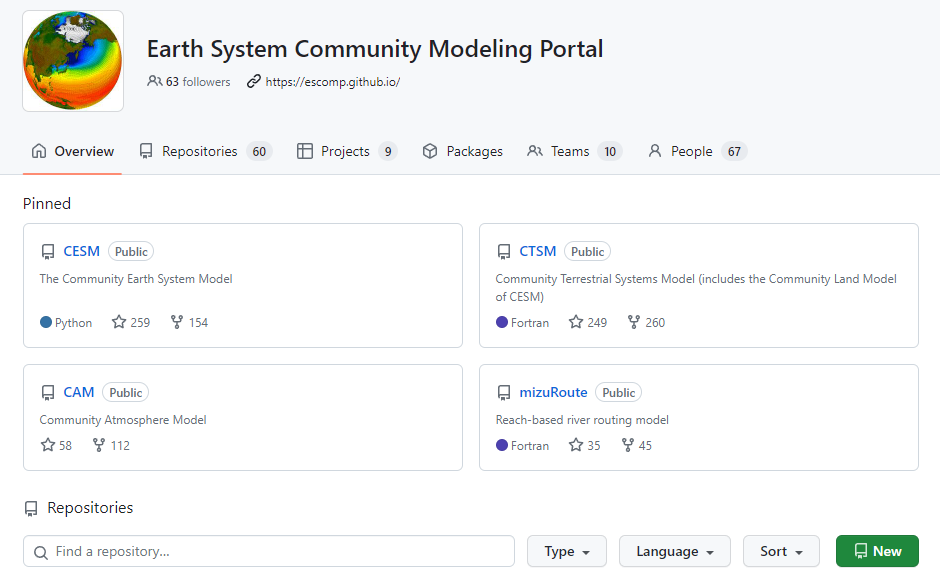 Earth System Community Modeling Portal
63 followers https://escomp.github.io/
Overview Repositories 60 Projects 9 Packages Teams 10 People 67
Pinned
CESM Public
The Community Earth System Model
Python 259 154
CTSM Public
Community Terrestrial Systems Model (includes the Community Land Model
of CESM)
Fortran 249 260
CAM Public
Community Atmosphere Model
58 112
mizuRoute Public
Reach-based river routing model
Fortran 35 45
Repositories
Find a repository... Type Language Sort New